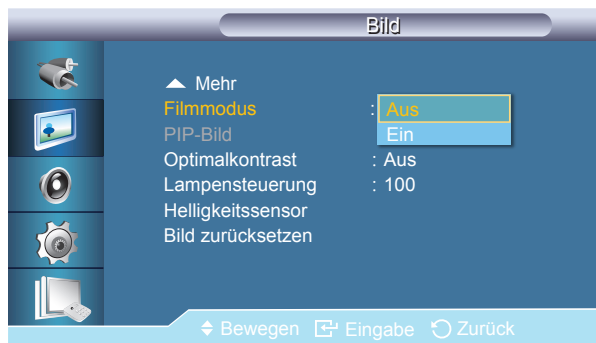 Bild
Mehr
Filmmodus : Aus
PIP-Bild Ein
Optimalkontrast : Aus
Lampensteuerung : 100
Helligkeitssensor
Bild zurücksetzen
Bewegen Eingabe Zurück